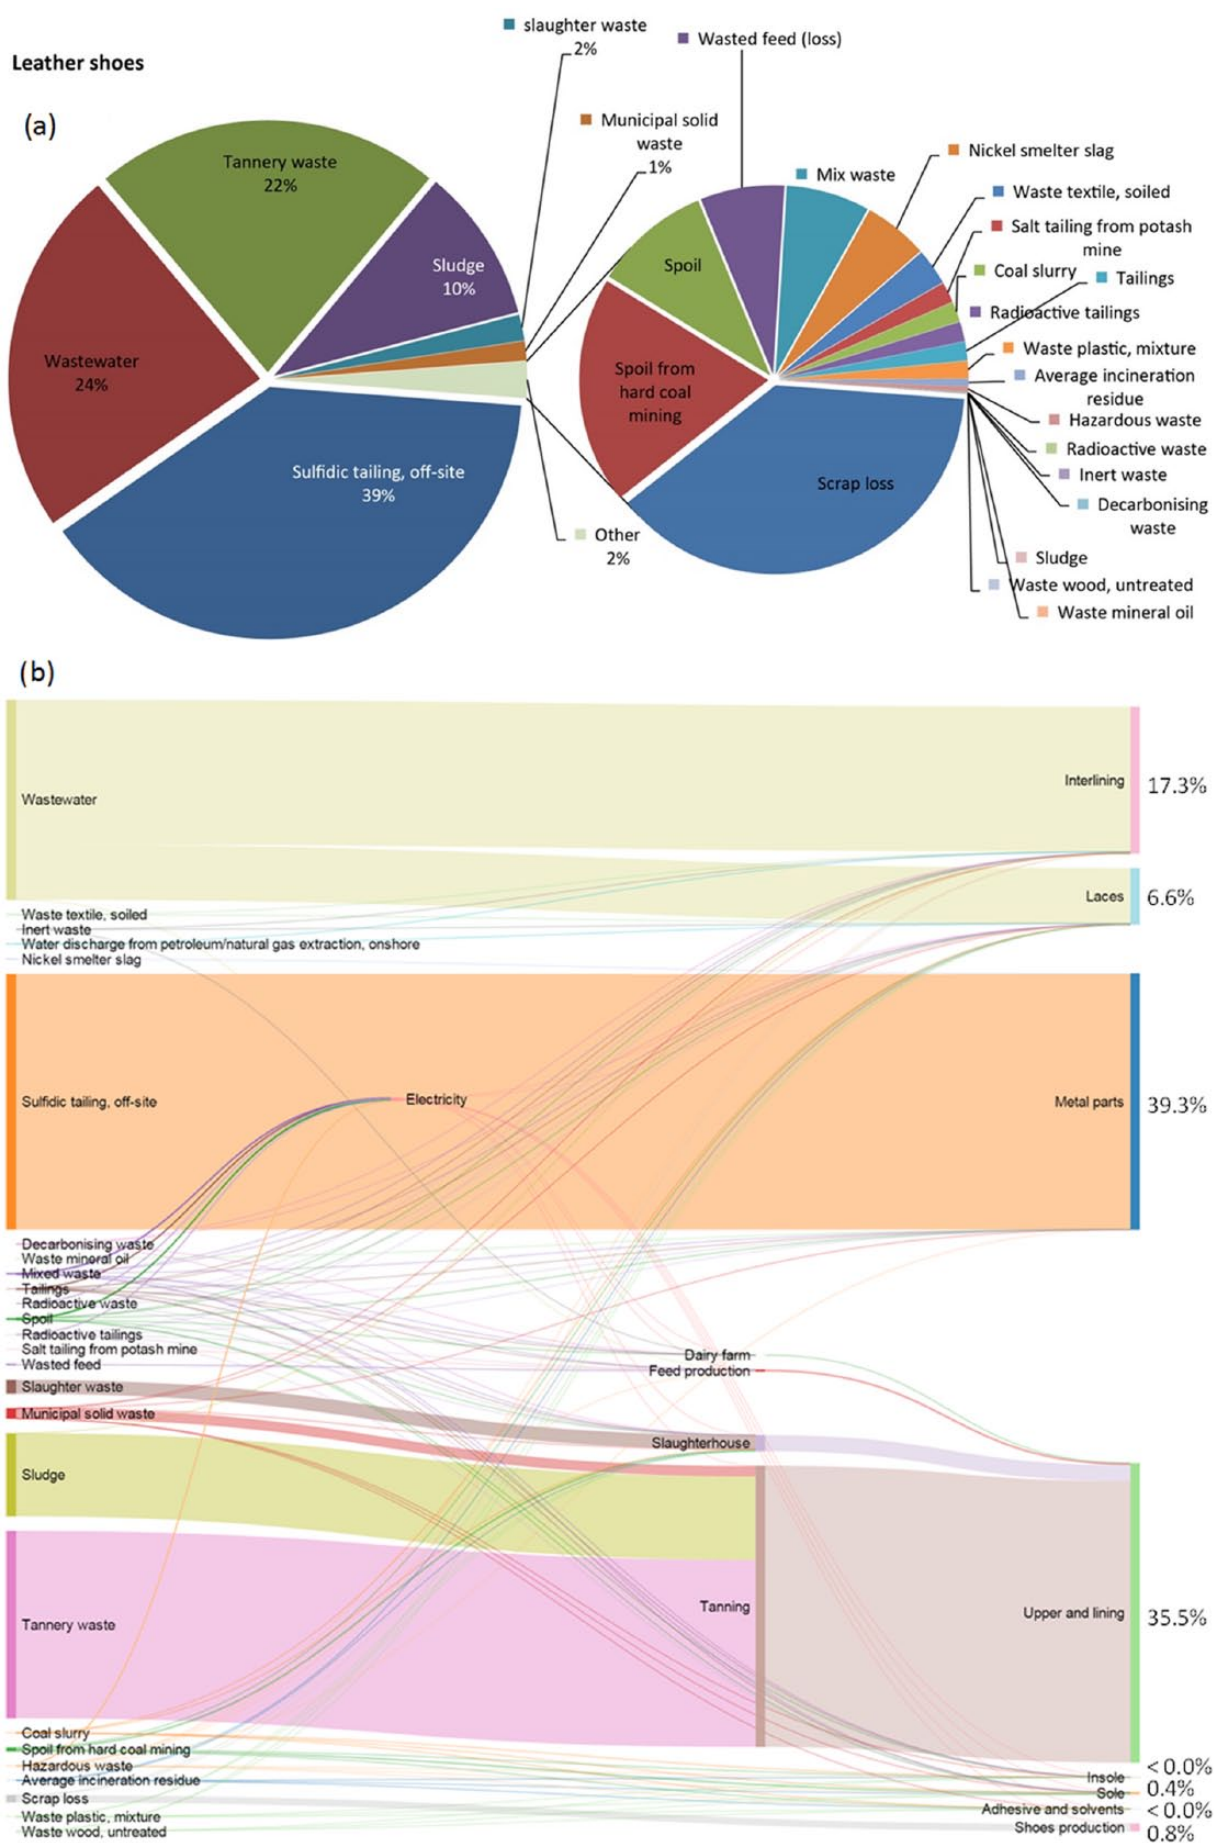 Leather shoes
(a)
slaughter waste
2%
Wasted feed (loss)
Municipal solid
waste
1%
Tannery waste
22%
Sludge
10%
Wastewater
24%
Sulfidic tailing, off-site
39%
Other
2%
Mix waste
Nickel smelter slag
Waste textile, soiled
Salt tailing from potash
mine
Coal slurry
Tailings
Radioactive tailings
Waste plastic, mixture
Average incineration
residue
Hazardous waste
Radioactive waste
Inert waste
Decarbonising
waste
Sludge
Waste wood, untreated
Waste mineral oil
Spoil
Spoil from
hard coal
mining
Scrap loss
(b)
Wastewater
Waste textile, soiled
Inert waste
Water discharge from petroleum/natural gas extraction, onshore
Nickel smelter slag
Sulfidic tailing, off-site
Decarbonising waste
Waste mineral oil
Mixed waste
Tailings
Radioactive waste
Spoil
Radioactive tailings
Salt tailing from potash mine
Wasted feed
Slaughter waste
Municipal solid waste
Sludge
Tannery waste
Coal slurry
Spoil from hard coal mining
Hazardous waste
Average incineration residue
Scrap loss
Waste plastic, mixture
Waste wood, untreated
Electricity
Dairy farm
Feed production
Slaughterhouse
Tanning
Interlining 17.3%
Laces 6.6%
Metal parts 39.3%
Upper and lining 35.5%
Insole < 0.0%
Sole 0.4%
Adhesive and solvents < 0.0%
Shoes production 0.8%